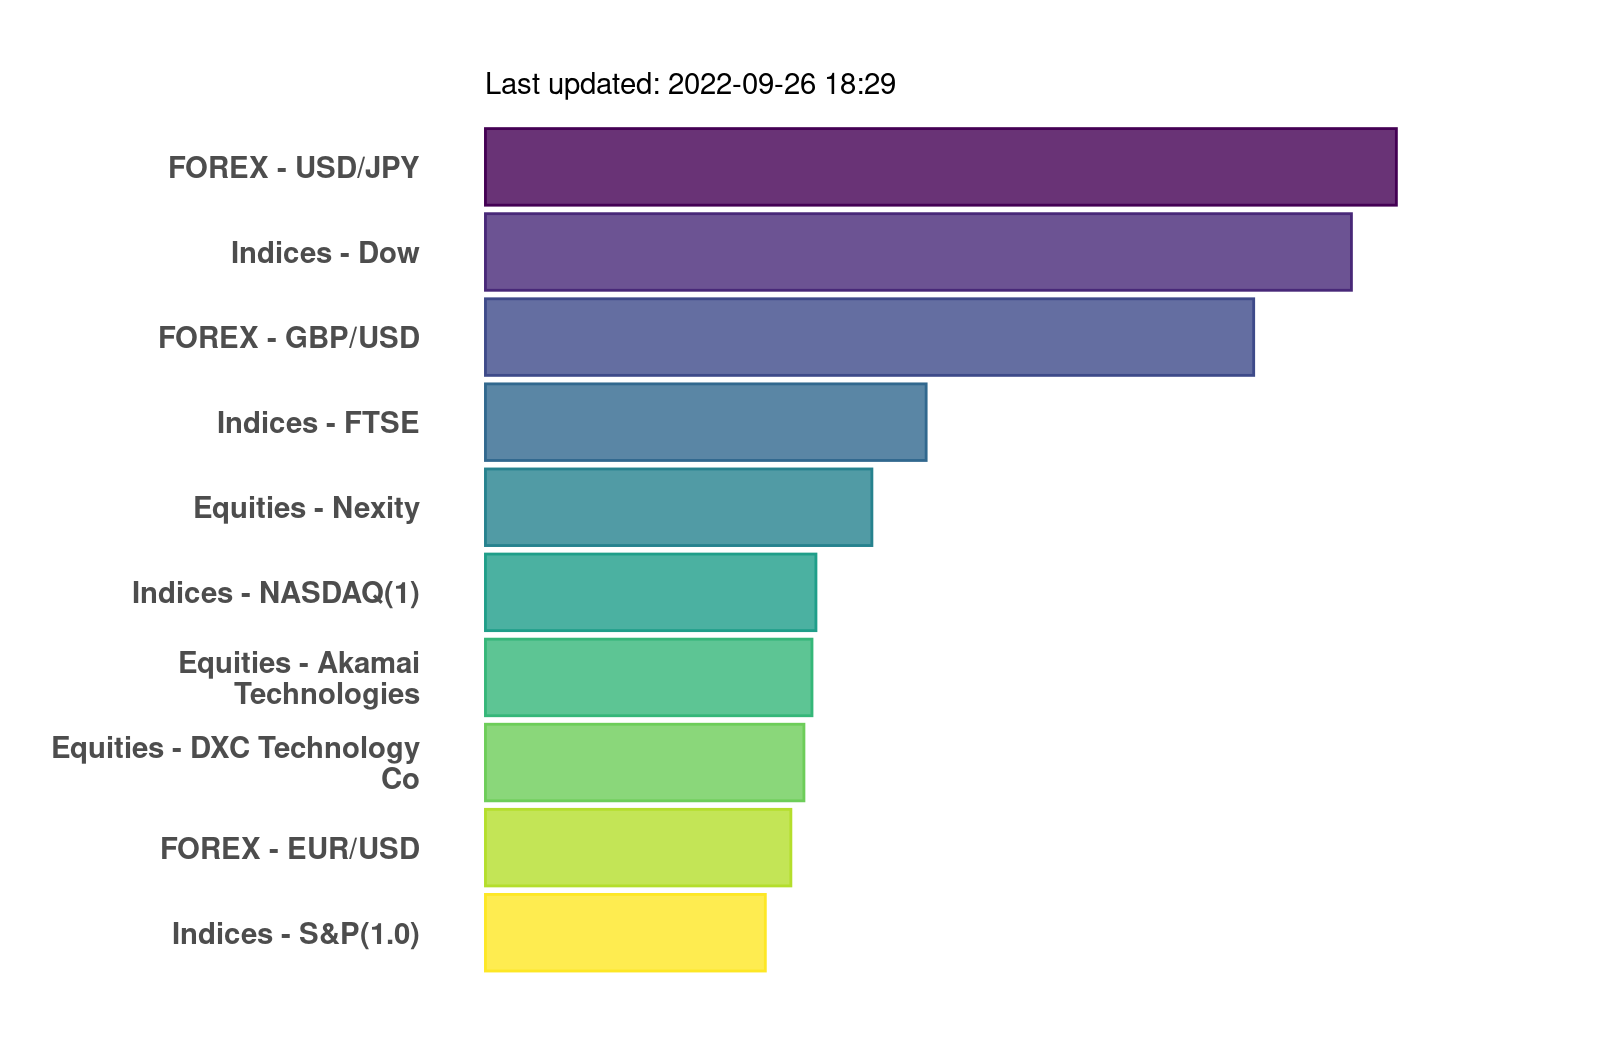 Last updated: 2022-09-26 18:29
FOREX - USD/JPY
Indices - Dow
FOREX - GBP/USD
Indices - FTSE
Equities - Nexity
Indices - NASDAQ(1)
Equities - Akamai
Technologies
Equities - DXC Technology
Co
FOREX - EUR/USD
Indices - S&P(1.0)